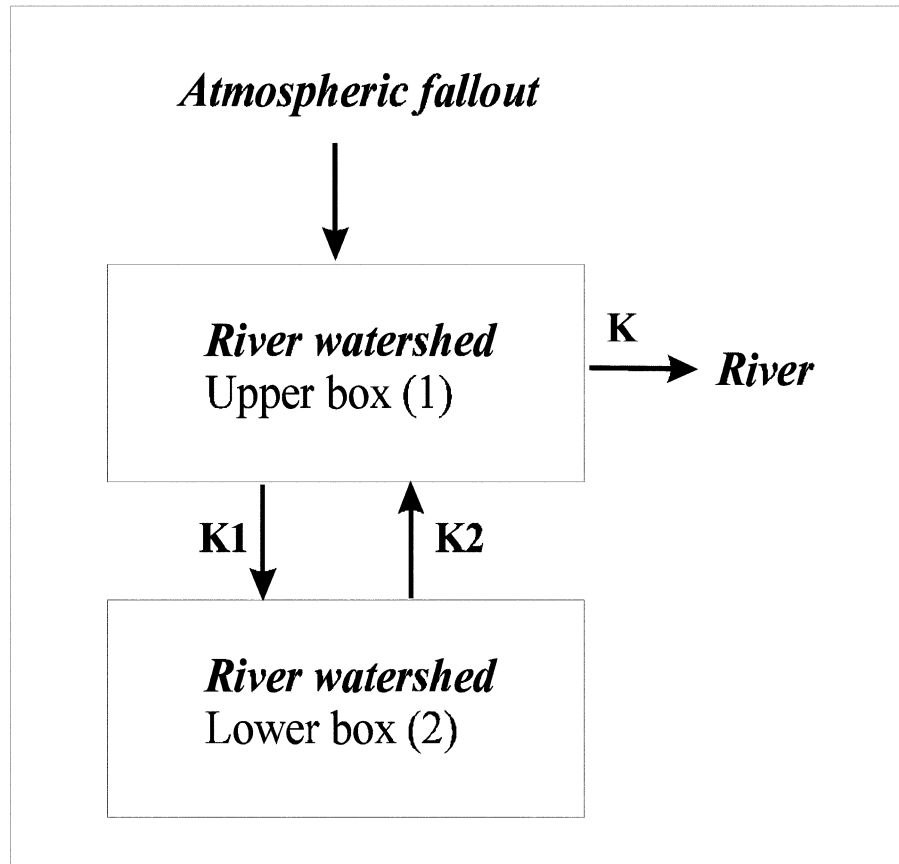 Atmospheric fallout
River watershed
Upper box (1)
K
River
K1
K2
River watershed
Lower box (2)